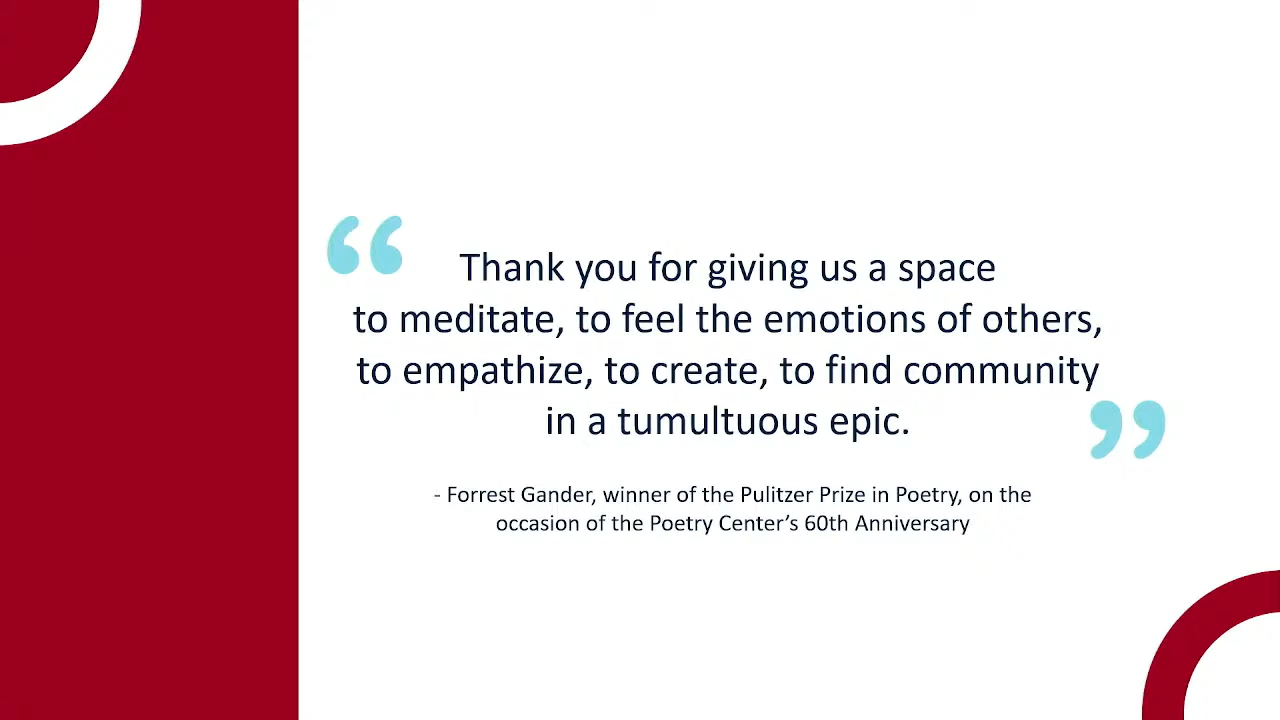 “ Thank you for giving us a space
to meditate, to feel the emotions of others,
to empathize, to create, to find community
in a tumultuous epic. ”
- Forrest Gander, winner of the Pulitzer Prize in Poetry, on the
occasion of the Poetry Center’s 60th Anniversary